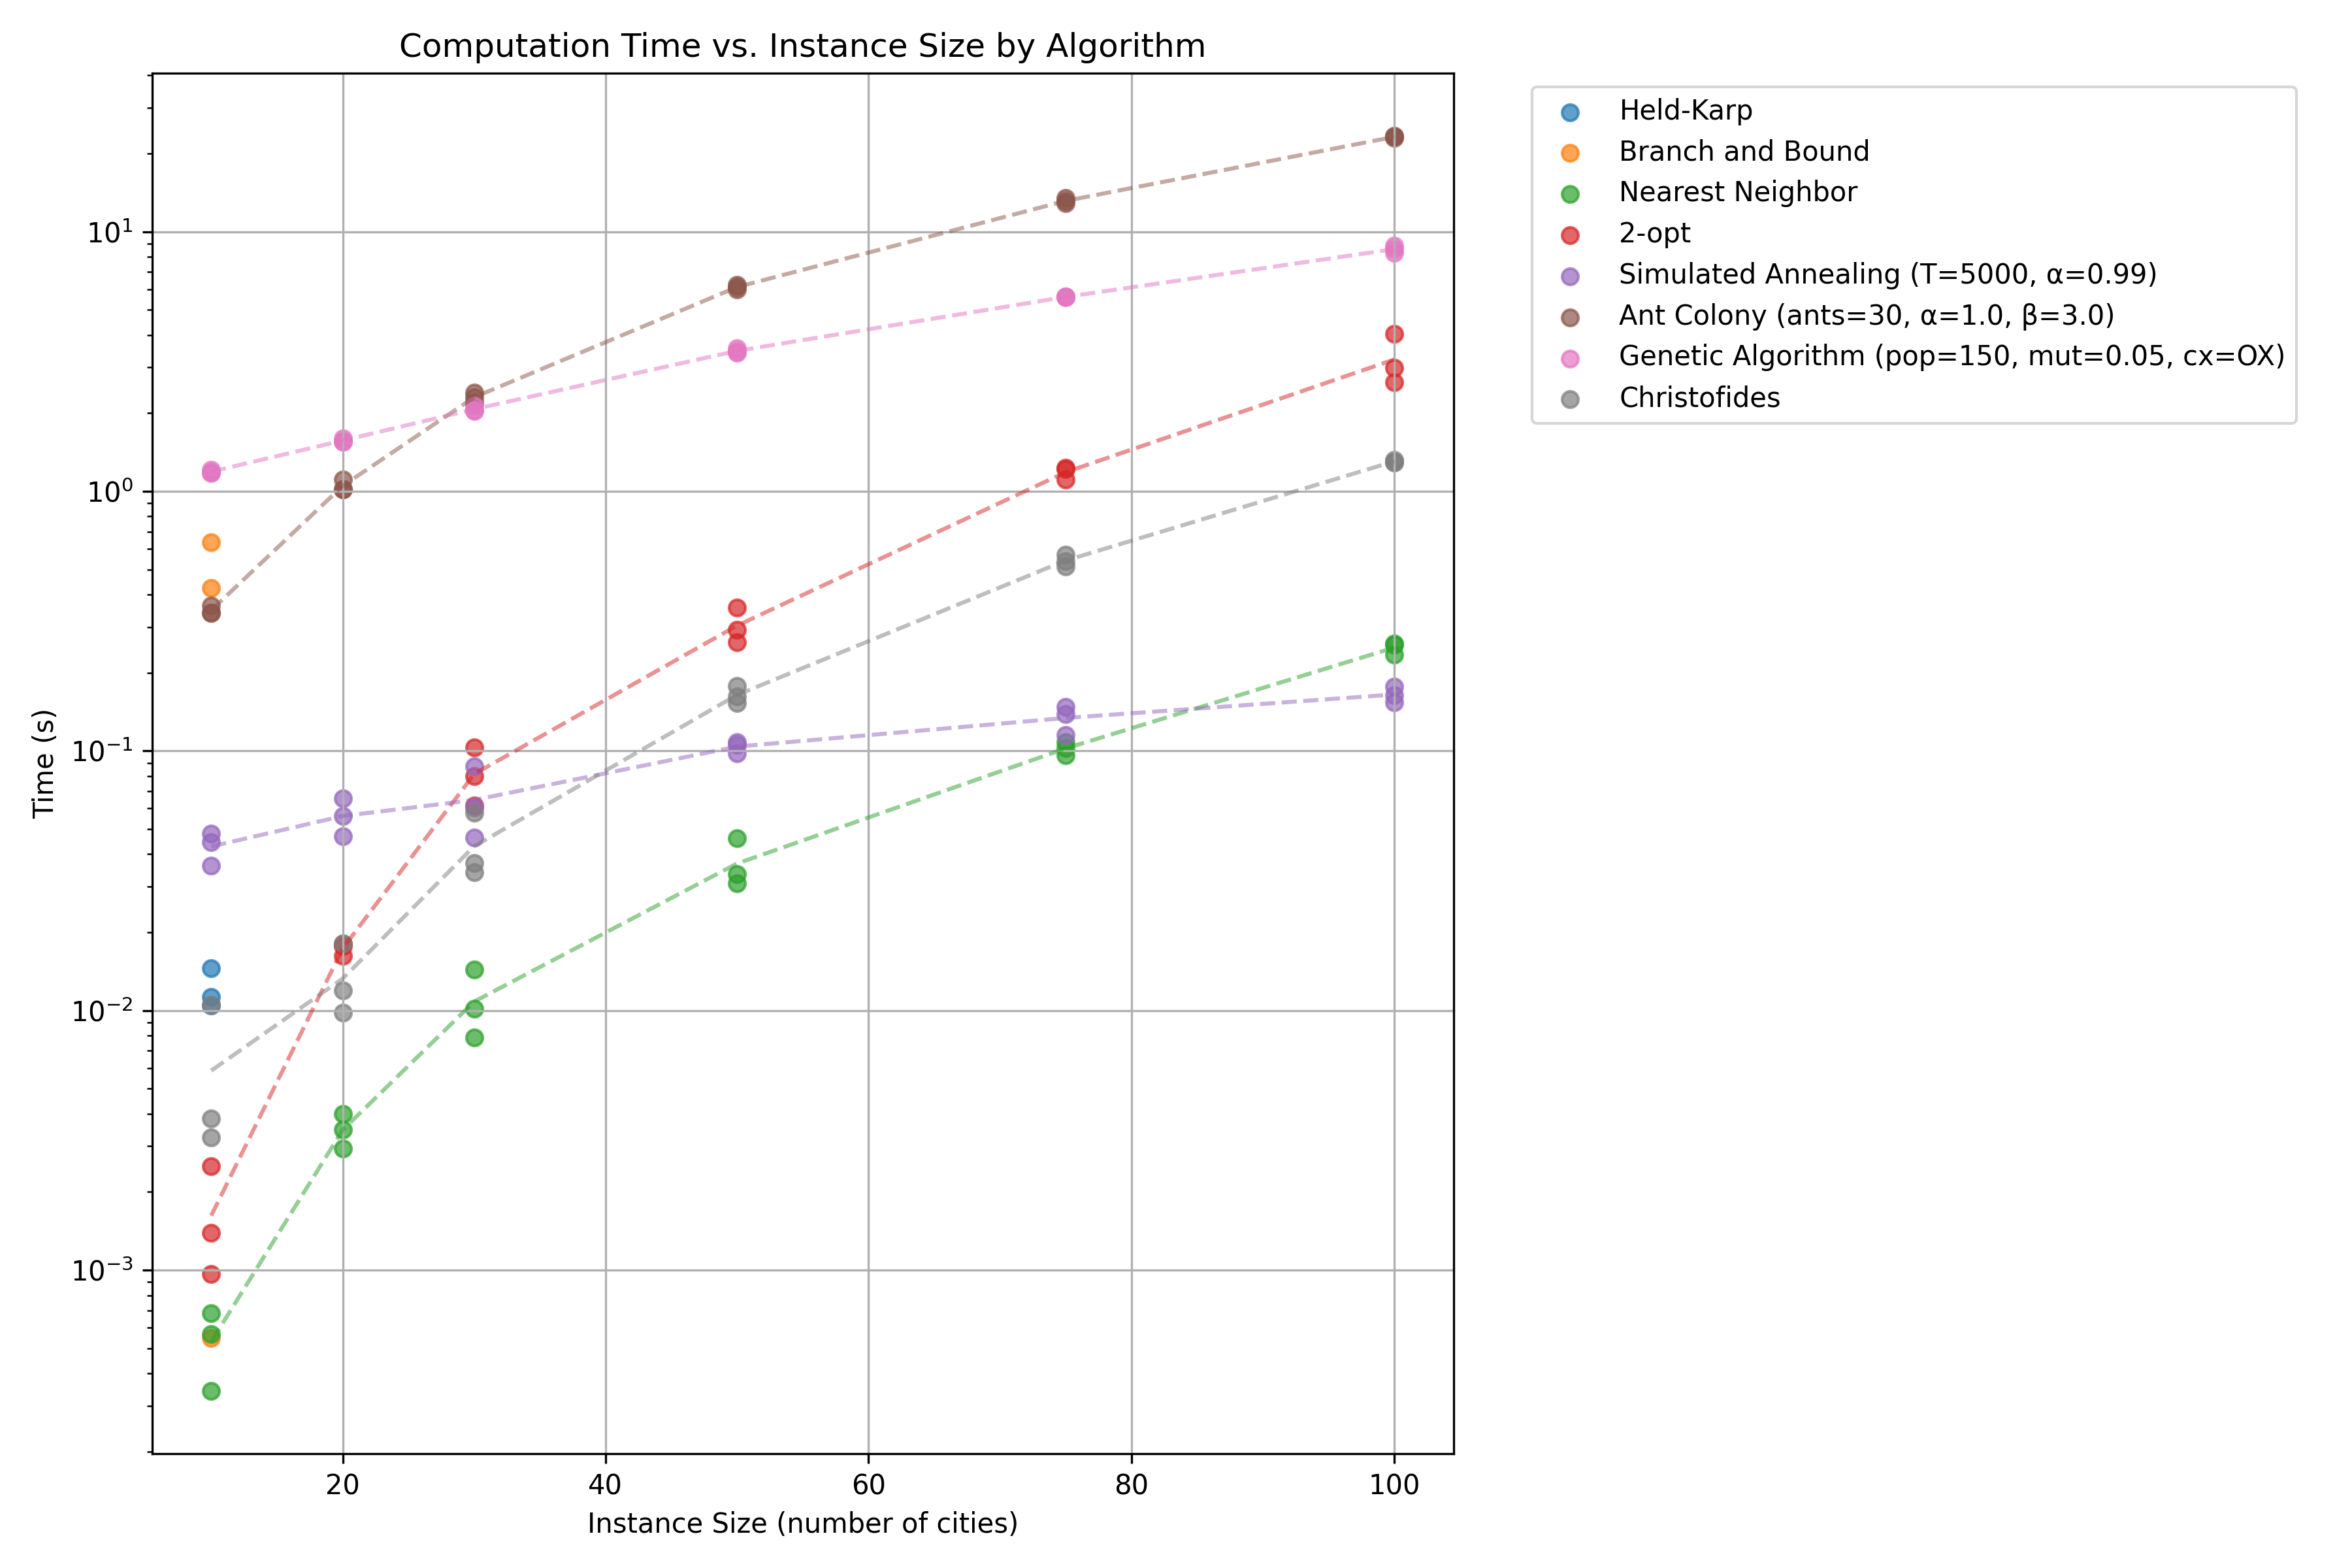 Computation Time vs. Instance Size by Algorithm
Held-Karp
Branch and Bound
Nearest Neighbor
2-opt
Simulated Annealing (T=5000, α=0.99)
Ant Colony (ants=30, α=1.0, β=3.0)
Genetic Algorithm (pop=150, mut=0.05, cx=OX)
Christofides
Time (s)
10¹
10⁰
10⁻¹
10⁻²
10⁻³
20 40 60 80 100
Instance Size (number of cities)